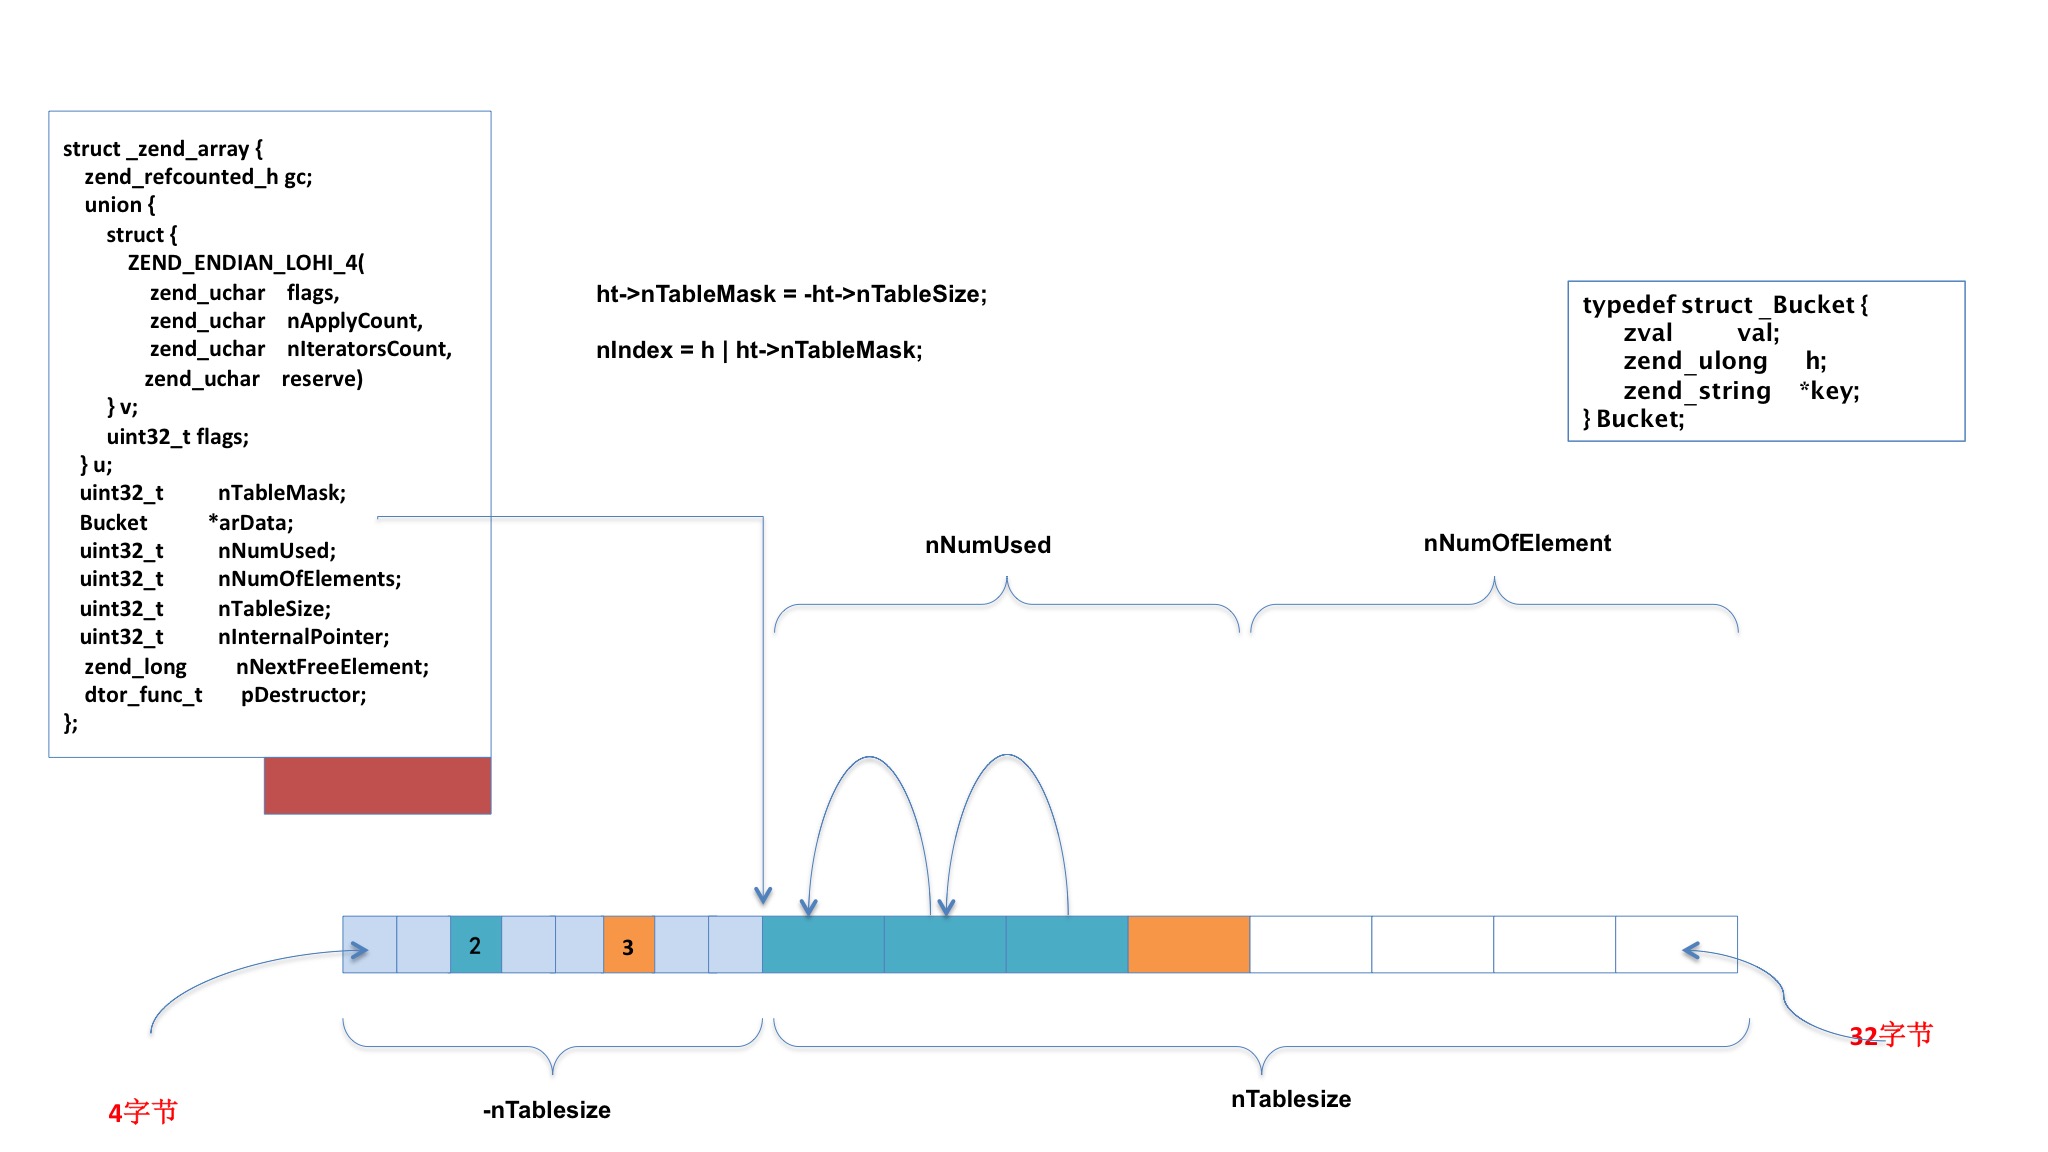 struct _zend_array {
zend_refcounted_h gc;
union {
struct {
ZEND_ENDIAN_LOHI_4(
zend_uchar flags,
zend_uchar nApplyCount,
zend_uchar nIteratorsCount,
zend_uchar reserve)
} v;
uint32_t flags;
} u;
uint32_t nTableMask;
Bucket *arData;
uint32_t nNumUsed;
uint32_t nNumOfElements;
uint32_t nTableSize;
uint32_t nInternalPointer;
zend_long nNextFreeElement;
dtor_func_t pDestructor;
};
ht->nTableMask = -ht->nTableSize;
nIndex = h | ht->nTableMask;
typedef struct _Bucket {
zval val;
zend_ulong h;
zend_string *key;
} Bucket;
nNumUsed
nNumOfElement
2
3
4字节
-nTablesize
nTablesize
32字节